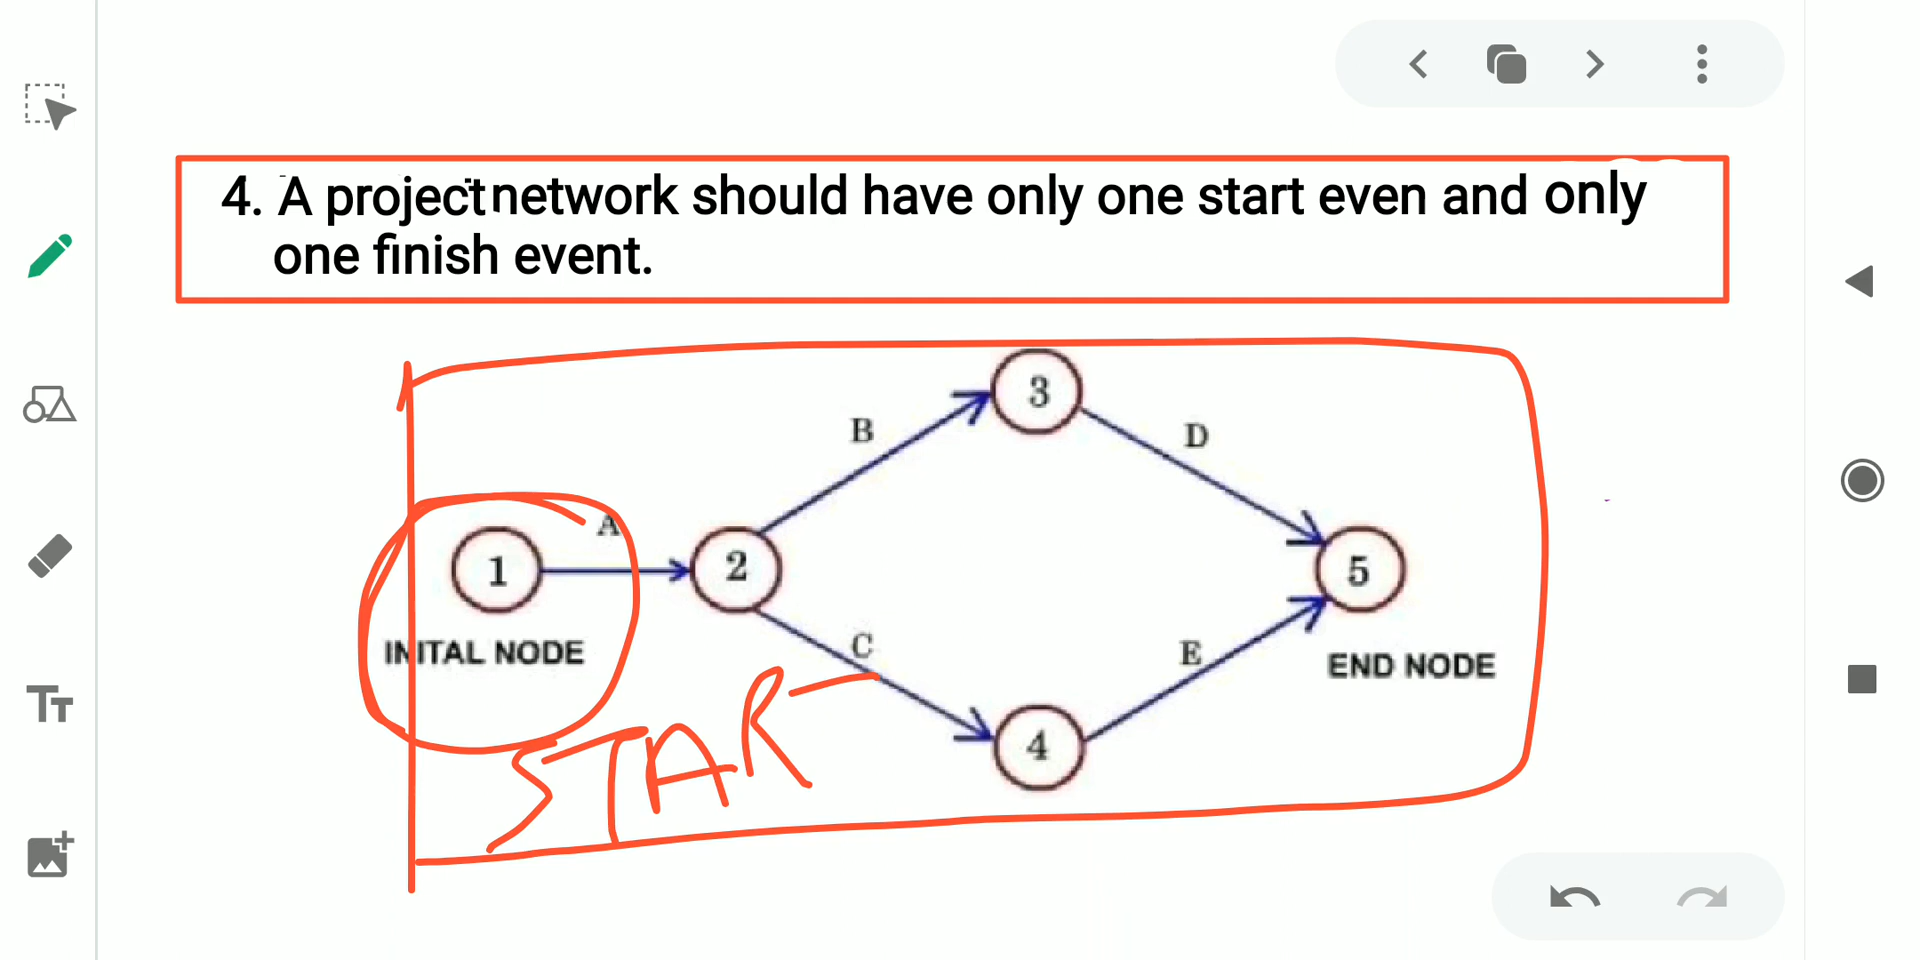 4. A project network should have only one start even and only
one finish event.
3
B
D
A
1
2
5
INITAL NODE
C
E
END NODE
STAR
4
Tт